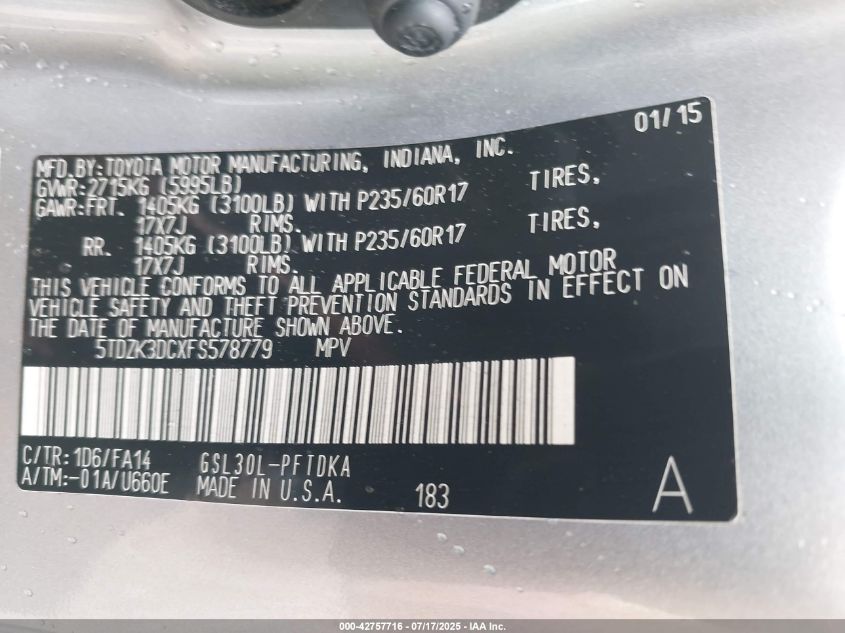 01/15
MFD.BY:TOYOTA MOTOR MANUFACTURING, INDIANA, INC.
GVWR:2715KG (5995LB)
GAWR:FRT. 1405KG (3100LB) WITH P235/60R17 TIRES,
17X7J RIMS.
RR. 1405KG (3100LB) WITH P235/60R17 TIRES,
17X7J RIMS.
THIS VEHICLE CONFORMS TO ALL APPLICABLE FEDERAL MOTOR
VEHICLE SAFETY AND THEFT PREVENTION STANDARDS IN EFFECT ON
THE DATE OF MANUFACTURE SHOWN ABOVE.
5TDZK3DCXFS578779 MPV
C/TR:1D6/FA14 GSL30L-PFTDKA
A/TM:-01A/U660E MADE IN U.S.A. 183 A
000-42757716 - 07/17/2025 - IAA Inc.